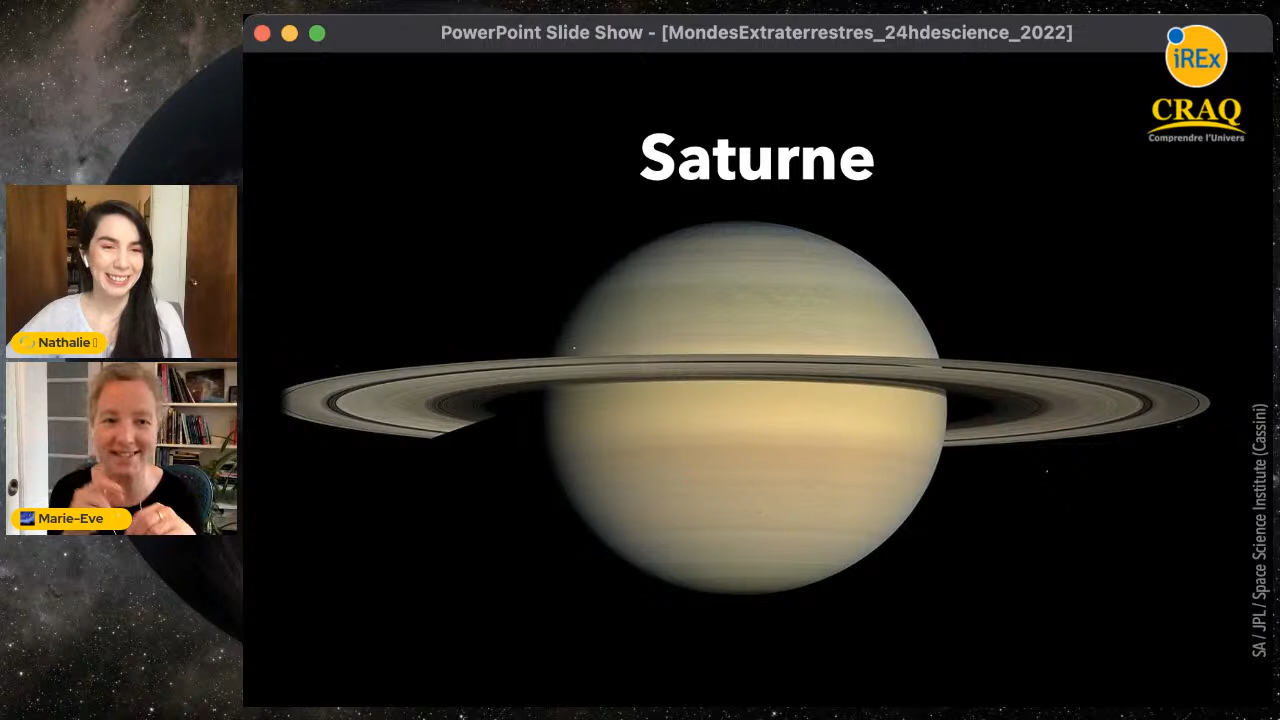 PowerPoint Slide Show - [MondesExtraterrestres_24hdescience_2022]
iREx
CRAQ
Comprendre l'Univers
Saturne
Nathalie
Marie-Eve
SA / JPL / Space Science Institute (Cassini)